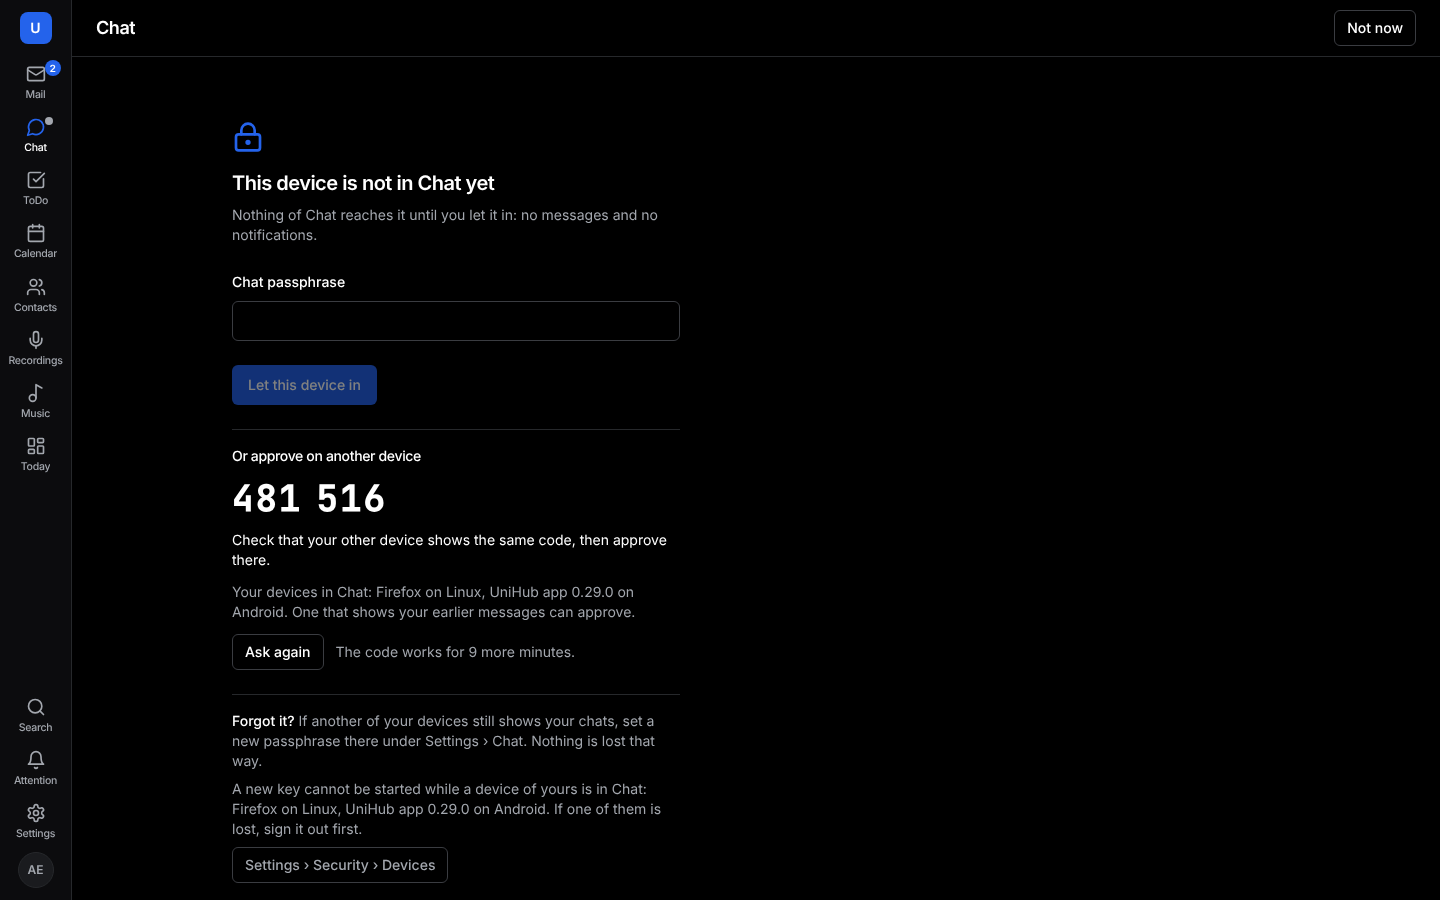 U
Chat
Not now
2
Mail
Chat
ToDo
Calendar
Contacts
Recordings
Music
Today
Search
Attention
Settings
AE
This device is not in Chat yet
Nothing of Chat reaches it until you let it in: no messages and no
notifications.
Chat passphrase
Let this device in
Or approve on another device
481 516
Check that your other device shows the same code, then approve
there.
Your devices in Chat: Firefox on Linux, UniHub app 0.29.0 on
Android. One that shows your earlier messages can approve.
Ask again
The code works for 9 more minutes.
Forgot it? If another of your devices still shows your chats, set a
new passphrase there under Settings › Chat. Nothing is lost that
way.
A new key cannot be started while a device of yours is in Chat:
Firefox on Linux, UniHub app 0.29.0 on Android. If one of them is
lost, sign it out first.
Settings › Security › Devices